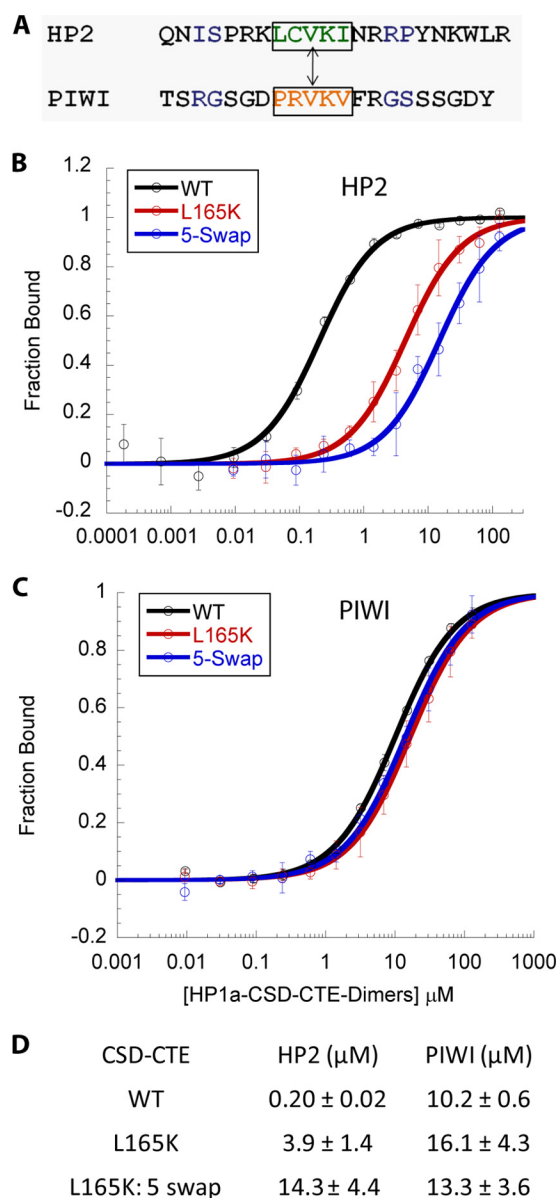 A
HP2 QNISPRKLCVKINRRPYNKWLR
PIWI TSRGSGDPRVKVFRGSSSGDY
B
HP2
WT
L165K
5-Swap
1.2
1
0.8
0.6
0.4
0.2
0
-0.2
Fraction Bound
0.0001 0.001 0.01 0.1 1 10 100
C
PIWI
WT
L165K
5-Swap
1
0.8
0.6
0.4
0.2
0
-0.2
Fraction Bound
0.001 0.01 0.1 1 10 100 1000
[HP1a-CSD-CTE-Dimers] μM
D
CSD-CTE HP2 (μM) PIWI (μM)
WT 0.20 ± 0.02 10.2 ± 0.6
L165K 3.9 ± 1.4 16.1 ± 4.3
L165K: 5 swap 14.3 ± 4.4 13.3 ± 3.6